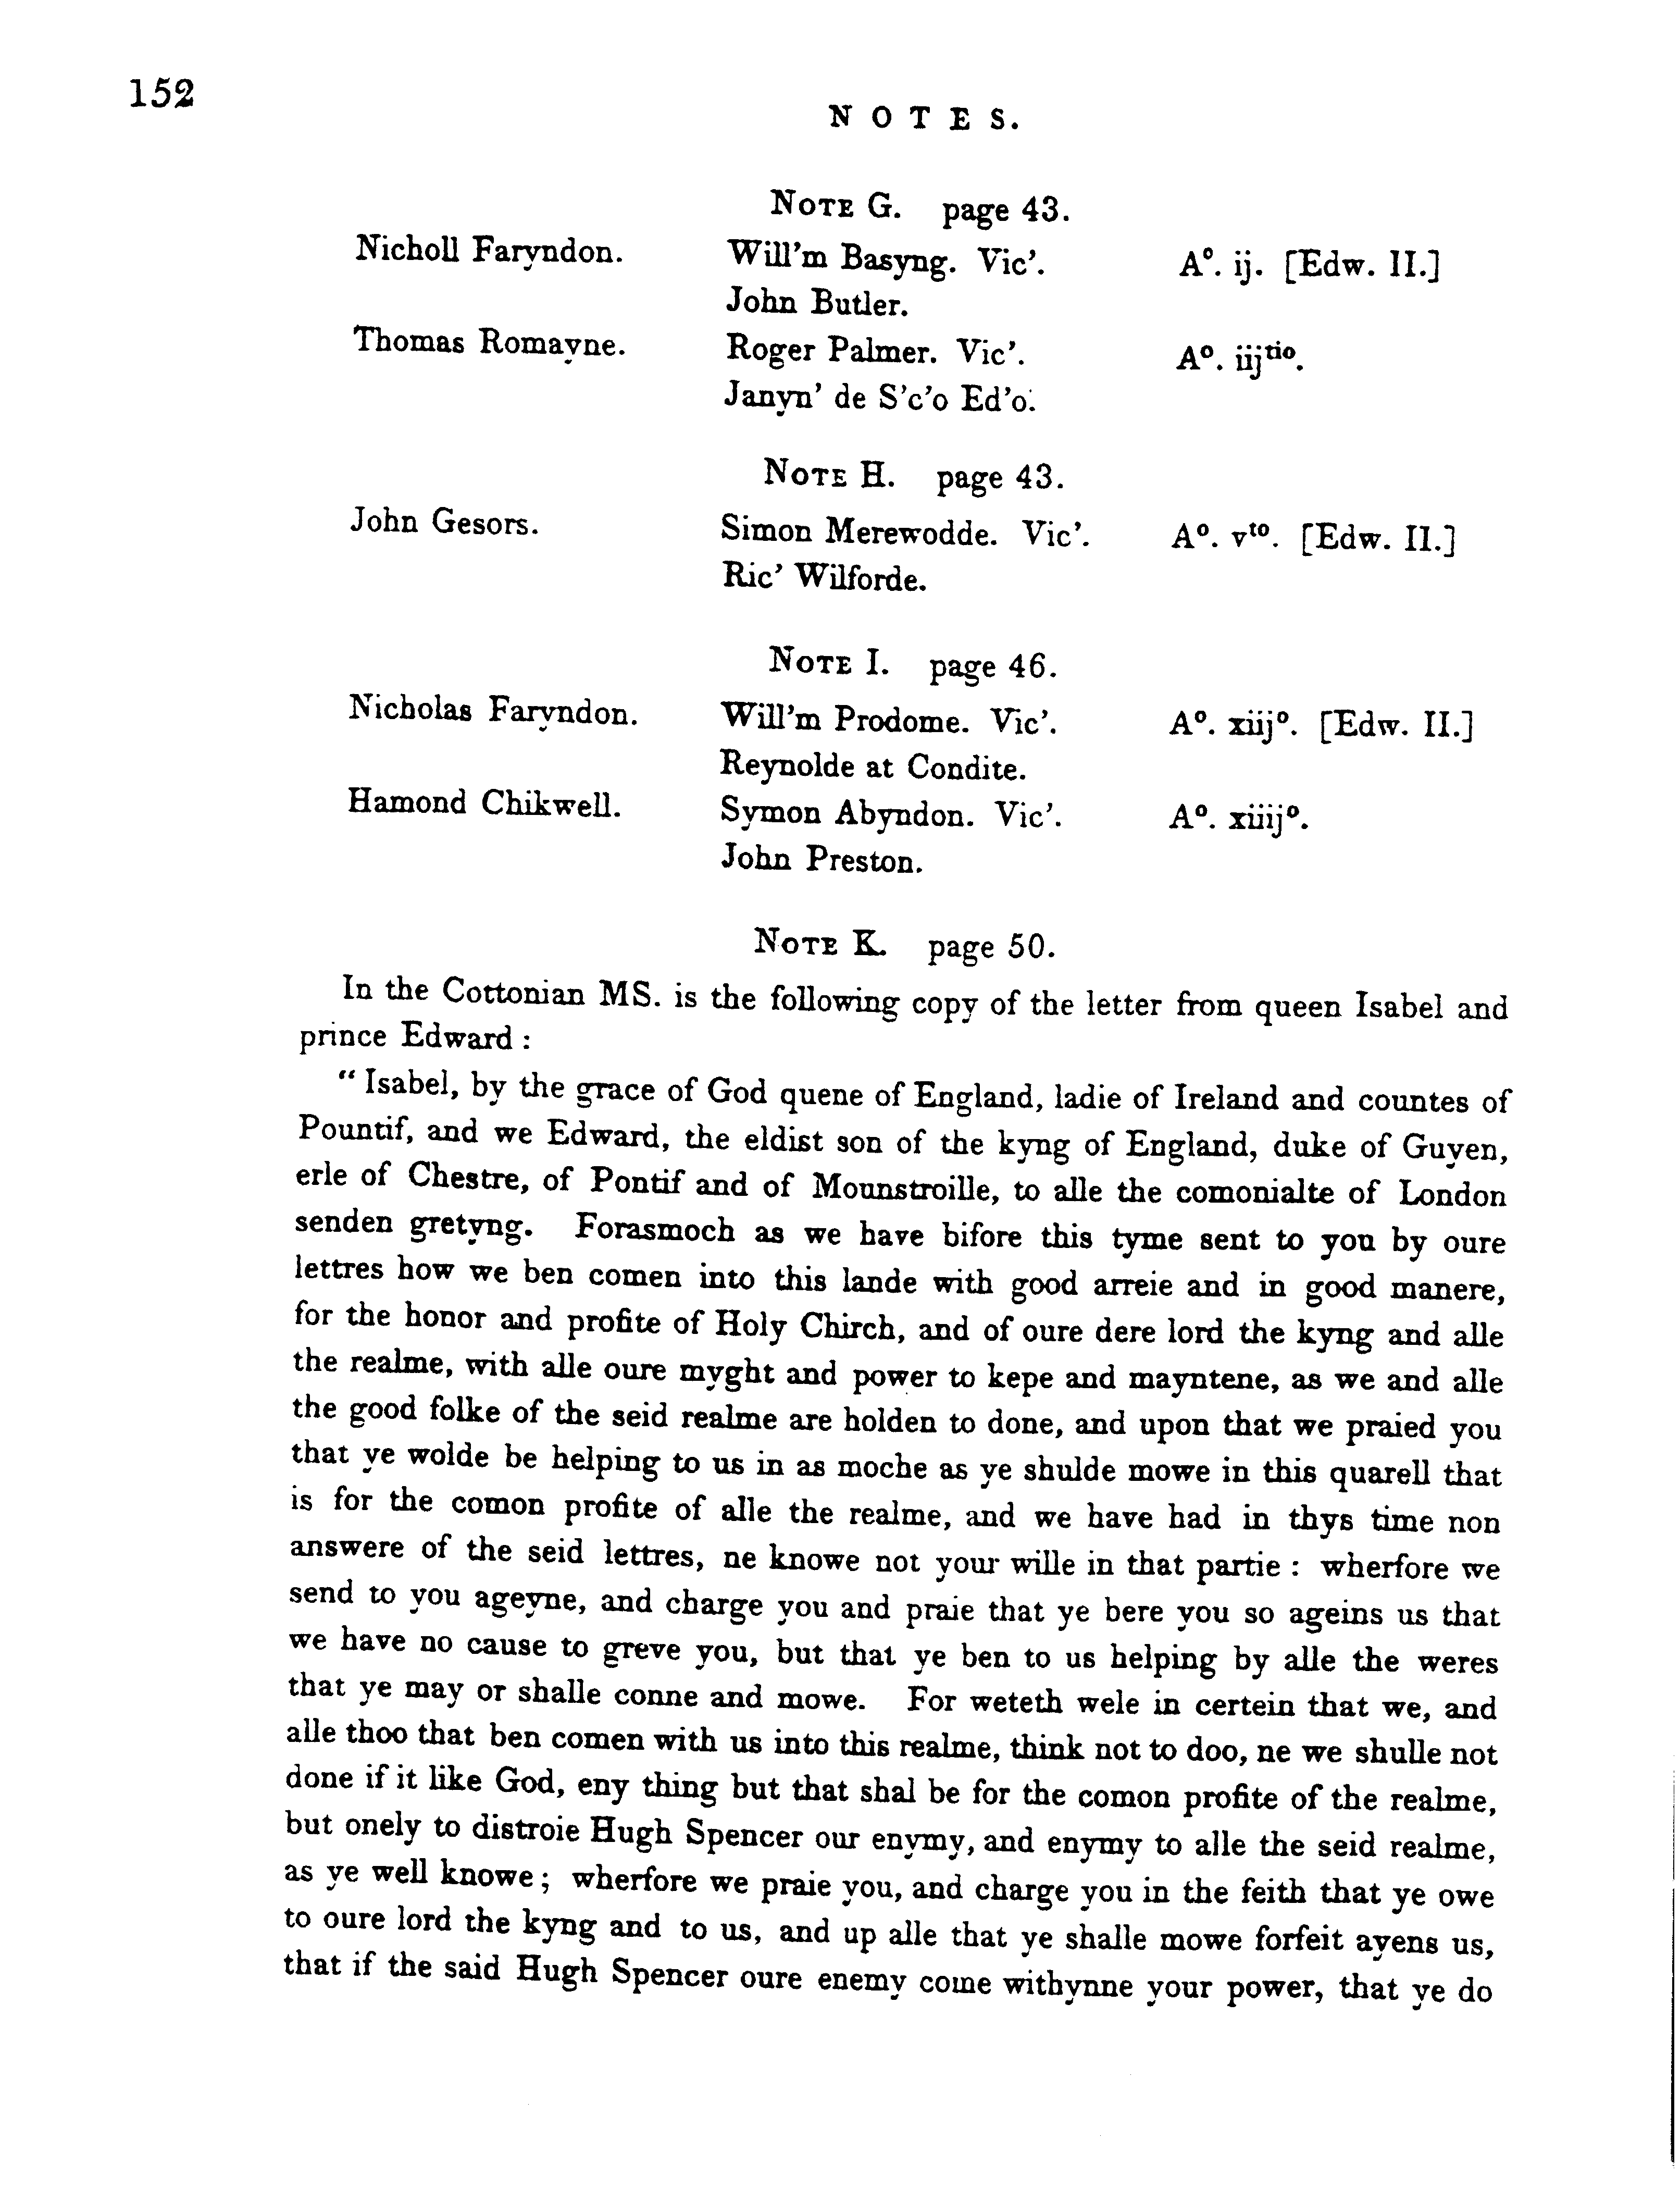 152
NOTES.
NOTE G. page 43.
Nicholl Faryndon. Will'm Basyng. Vic'. Aº. ij. [Edw. II.]
John Butler.
Thomas Romayne. Roger Palmer. Vic'. Aº. iijtio.
Janyn' de S'c'o Ed'o.
NOTE H. page 43.
John Gesors. Simon Merewodde. Vic'. Aº. vto. [Edw. II.]
Ric' Wilforde.
NOTE I. page 46.
Nicholas Faryndon. Will'm Prodome. Vic'. Aº. xiijº. [Edw. II.]
Reynolde at Condite.
Hamond Chikwell. Symon Abyndon. Vic'. Aº. xiiijº.
John Preston.
NOTE K. page 50.
In the Cottonian MS. is the following copy of the letter from queen Isabel and
prince Edward :
“ Isabel, by the grace of God quene of England, ladie of Ireland and countes of
Pountif, and we Edward, the eldist son of the kyng of England, duke of Guyen,
erle of Chestre, of Pontif and of Mounstroille, to alle the comonialte of London
senden gretyng. Forasmoch as we have bifore this tyme sent to you by oure
lettres how we ben comen into this lande with good arreie and in good manere,
for the honor and profite of Holy Chirch, and of oure dere lord the kyng and alle
the realme, with alle oure myght and power to kepe and mayntene, as we and alle
the good folke of the seid realme are holden to done, and upon that we praied you
that ye wolde be helping to us in as moche as ye shulde mowe in this quarell that
is for the comon profite of alle the realme, and we have had in thys time non
answere of the seid lettres, ne knowe not your wille in that partie : wherfore we
send to you ageyne, and charge you and praie that ye bere you so ageins us that
we have no cause to greve you, but that ye ben to us helping by alle the weres
that ye may or shalle conne and mowe. For weteth wele in certein that we, and
alle thoo that ben comen with us into this realme, think not to doo, ne we shulle not
done if it like God, eny thing but that shal be for the comon profite of the realme,
but onely to distroie Hugh Spencer our enymy, and enymy to alle the seid realme,
as ye well knowe ; wherfore we praie you, and charge you in the feith that ye owe
to oure lord the kyng and to us, and up alle that ye shalle mowe forfeit ayens us,
that if the said Hugh Spencer oure enemy come withynne your power, that ye do